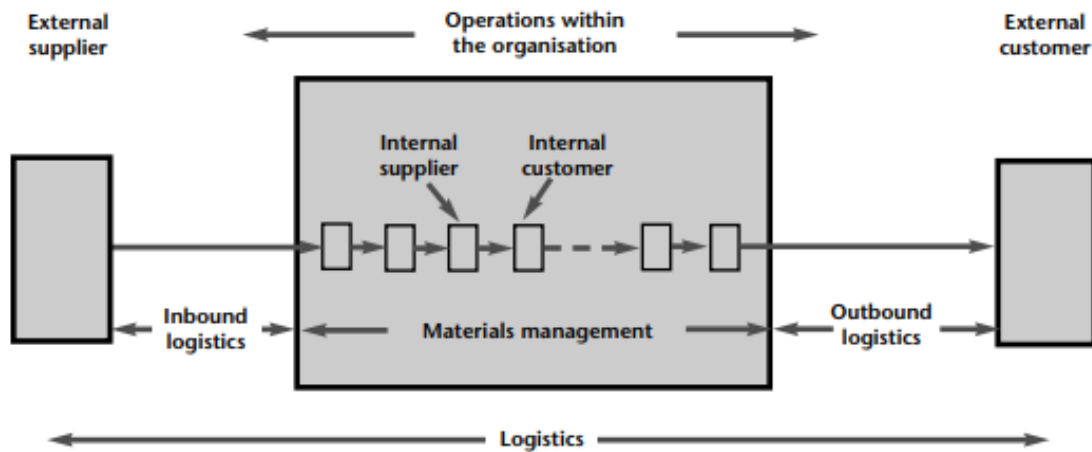 External
supplier
Operations within
the organisation
External
customer
Internal
supplier
Internal
customer
Inbound
logistics
Materials management
Outbound
logistics
Logistics